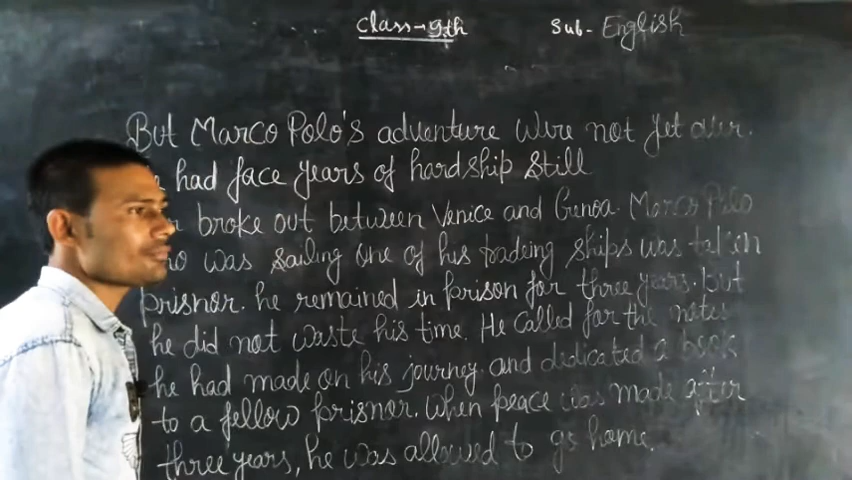 Class-9th Sub- English
But Marco Polo's adventure were not yet over.
had face years of hardship still
broke out between Venice and Genoa. Marco Polo
was sailing one of his tradeing ships was taken
prisnor. he remained in prison for three years. But
he did not waste his time. He called for the notes
he had made on his journey and dedicated a book
to a fellow prisnor. When peace was made after
three years, he was allowed to go home.